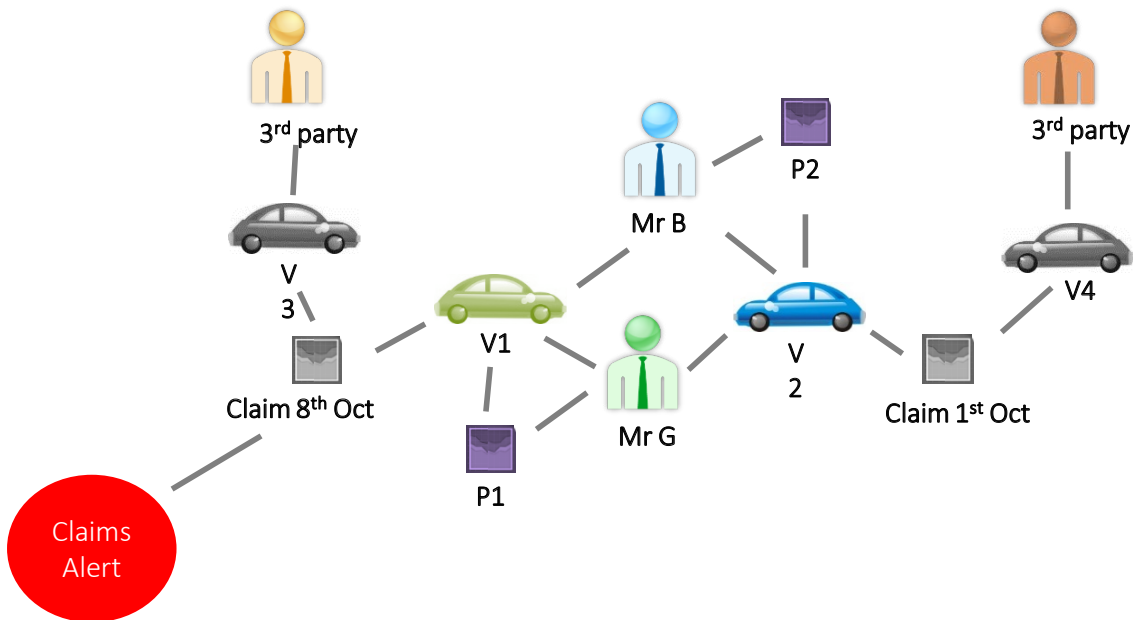 3rd party
3rd party
P2
Mr B
V
3
V4
V1
V
2
Claim 8th Oct
Claim 1st Oct
Mr G
P1
Claims
Alert